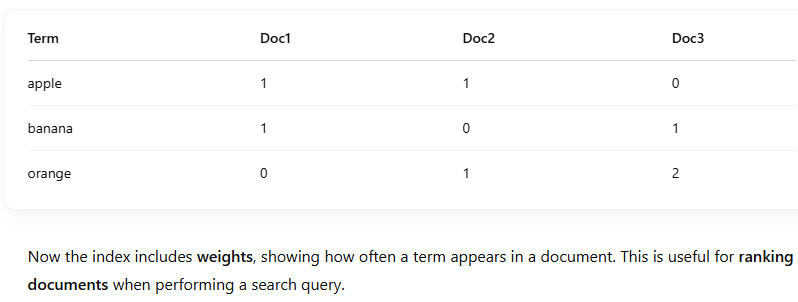 Term Doc1 Doc2 Doc3
apple 1 1 0
banana 1 0 1
orange 0 1 2
Now the index includes weights, showing how often a term appears in a document. This is useful for ranking
documents when performing a search query.